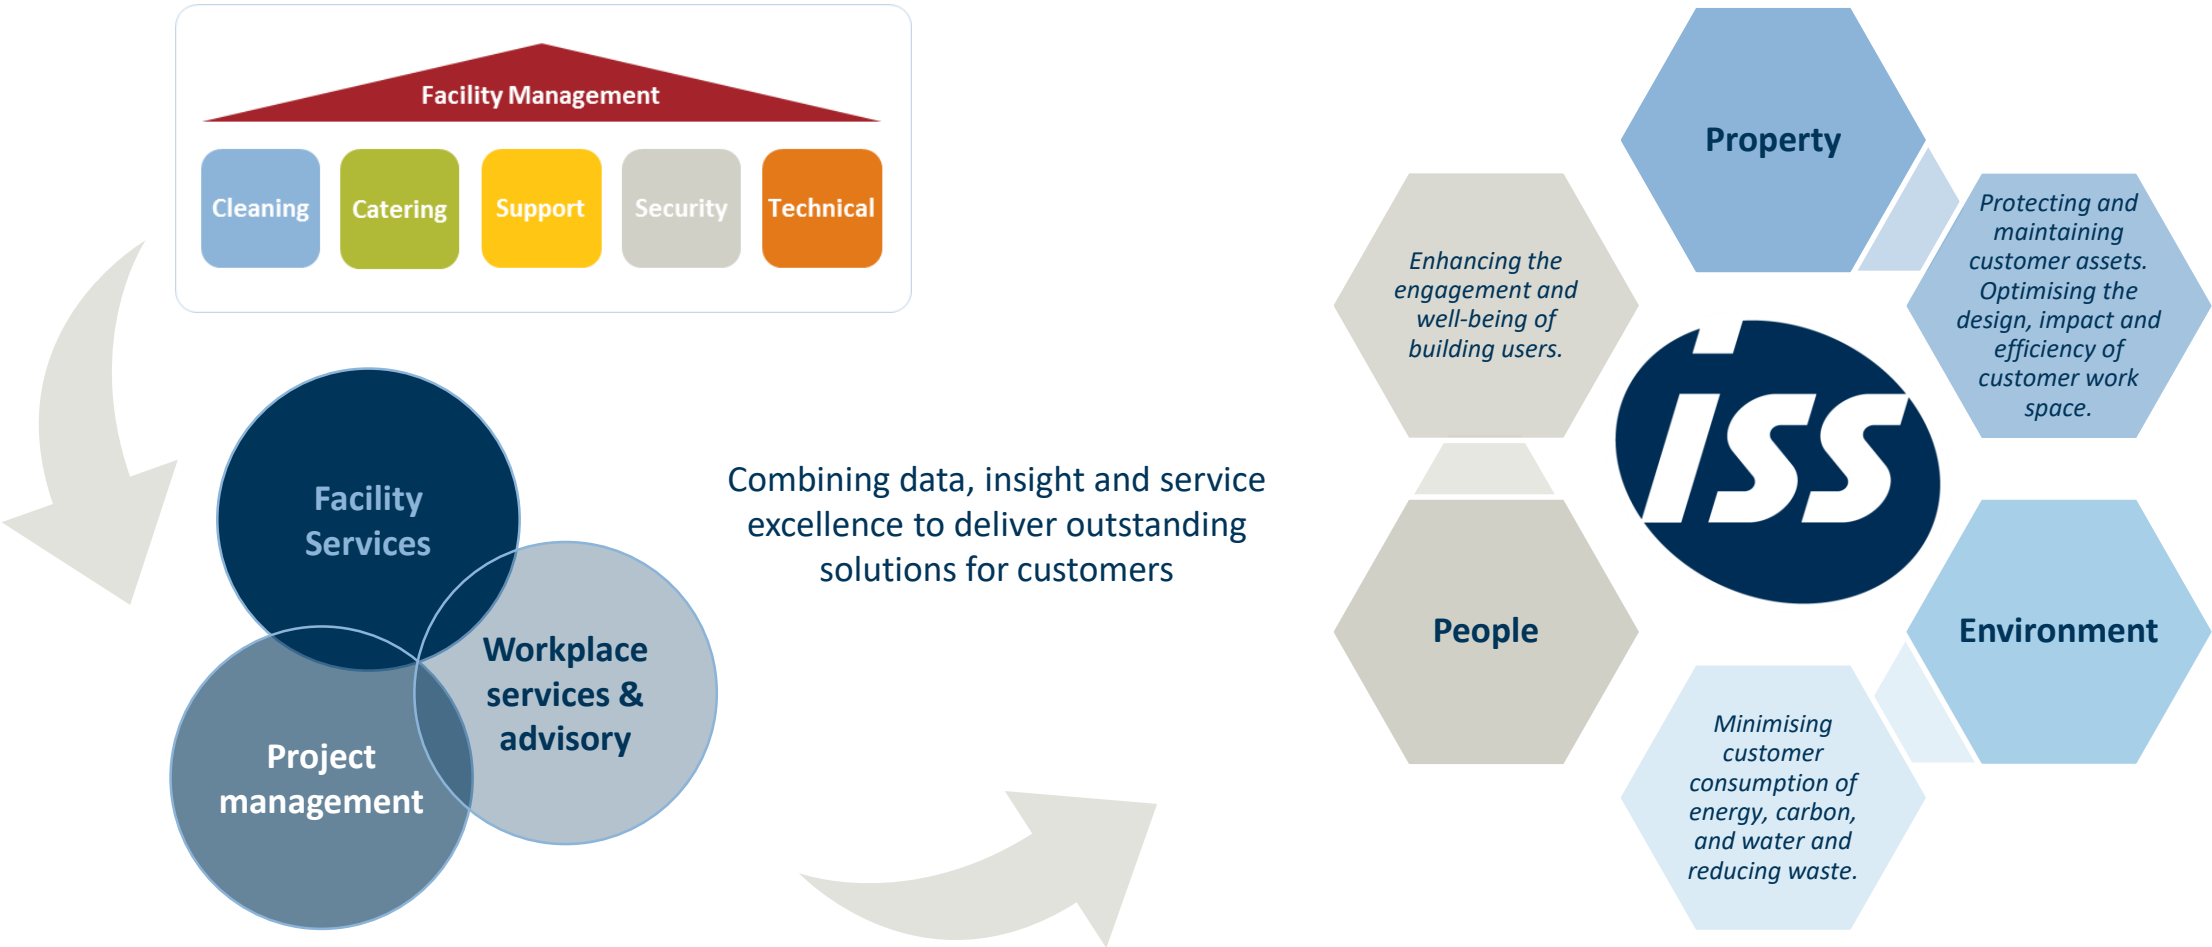 Facility Management
Cleaning
Catering
Support
Security
Technical
Facility
Services
Workplace
services &
advisory
Project
management
Combining data, insight and service
excellence to deliver outstanding
solutions for customers
Property
Protecting and
maintaining
customer assets.
Optimising the
design, impact and
efficiency of
customer work
space.
Enhancing the
engagement and
well-being of
building users.
ISS
People
Environment
Minimising
customer
consumption of
energy, carbon,
and water and
reducing waste.